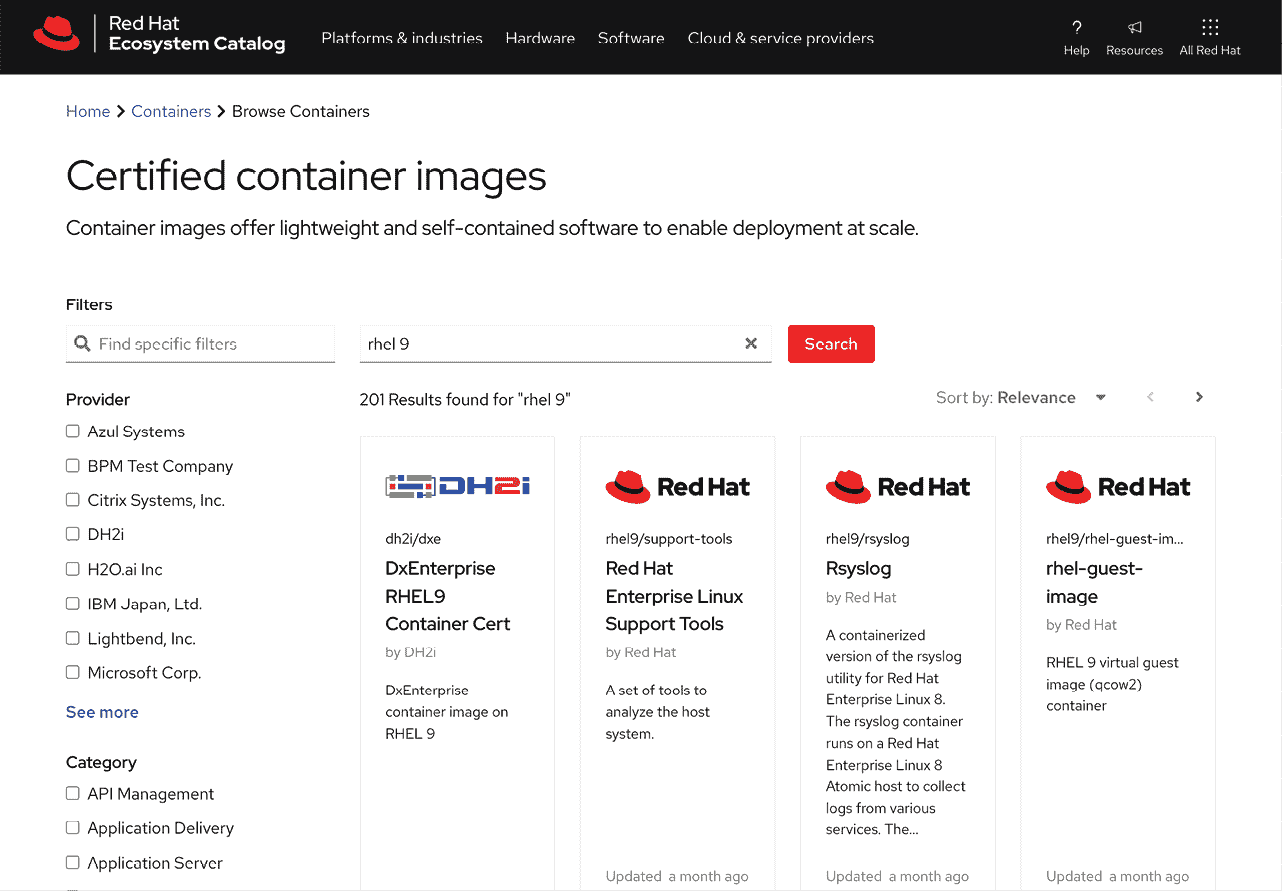 Red Hat
Ecosystem Catalog
Platforms & industries
Hardware
Software
Cloud & service providers
?
Help
Resources
All Red Hat
Home > Containers > Browse Containers
Certified container images
Container images offer lightweight and self-contained software to enable deployment at scale.
Filters
Find specific filters
rhel 9
Search
Provider
Azul Systems
BPM Test Company
Citrix Systems, Inc.
DH2i
H2O.ai Inc
IBM Japan, Ltd.
Lightbend, Inc.
Microsoft Corp.
See more
Category
API Management
Application Delivery
Application Server
201 Results found for "rhel 9"
Sort by: Relevance
DH2i
dh2i/dxe
DxEnterprise
RHEL9
Container Cert
by DH2i
DxEnterprise
container image on
RHEL 9
Red Hat
rhel9/support-tools
Red Hat
Enterprise Linux
Support Tools
by Red Hat
A set of tools to
analyze the host
system.
Updated a month ago
Red Hat
rhel9/rsyslog
Rsyslog
by Red Hat
A containerized
version of the rsyslog
utility for Red Hat
Enterprise Linux 8.
The rsyslog container
runs on a Red Hat
Enterprise Linux 8
Atomic host to collect
logs from various
services. The...
Updated a month ago
Red Hat
rhel9/rhel-guest-im...
rhel-guest-
image
by Red Hat
RHEL 9 virtual guest
image (qcow2)
container
Updated a month ago